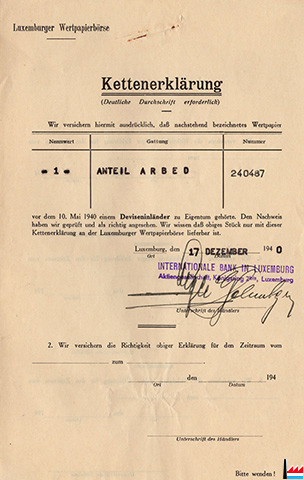 Luxemburger Wertpapierbörse
Kettenerklärung
(Deutliche Durchschrift erforderlich)
Wir versichern hiermit ausdrücklich, daß nachstehend bezeichnetes Wertpapier
Nennwert Gattung Nummer
- 1 - ANTEIL ARBED 240487
vor dem 10. Mai 1940 einem Deviseninländer zu Eigentum gehörte. Den Nachweis
haben wir geprüft und als richtig angesehen. Wir wissen daß obiges Stück nur mit dieser
Kettenerklärung an der Luxemburger Wertpapierbörse lieferbar ist.
Luxemburg, den 17 DEZEMBER 1940
Ort Datum
INTERNATIONALE BANK IN LUXEMBURG
Aktiengesellschaft, Luxemburg
Unterschrift des Händlers
2. Wir versichern die Richtigkeit obiger Erklärung für den Zeitraum vom
zum
den 194
Ort Datum
Unterschrift des Händlers
Bitte wenden!